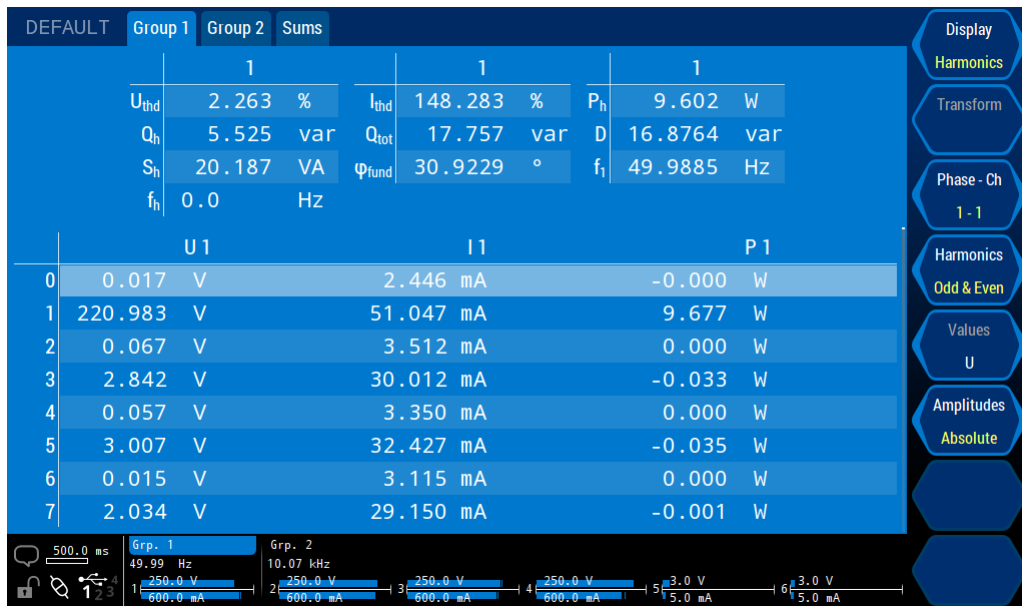 DEFAULT Group 1 Group 2 Sums
1 1 1
Uthd 2.263 % Ithd 148.283 % Ph 9.602 W
Qh 5.525 var Qtot 17.757 var D 16.8764 var
Sh 20.187 VA φfund 30.9229 ° f1 49.9885 Hz
fh 0.0 Hz
U 1 I 1 P 1
0 0.017 V 2.446 mA -0.000 W
1 220.983 V 51.047 mA 9.677 W
2 0.067 V 3.512 mA 0.000 W
3 2.842 V 30.012 mA -0.033 W
4 0.057 V 3.350 mA 0.000 W
5 3.007 V 32.427 mA -0.035 W
6 0.015 V 3.115 mA 0.000 W
7 2.034 V 29.150 mA -0.001 W
Display
Harmonics
Transform
Phase - Ch
1 - 1
Harmonics
Odd & Even
Values
U
Amplitudes
Absolute
500.0 ms
1 2 3 4
Grp. 1 Grp. 2
49.99 Hz 10.07 kHz
1 250.0 V 2 250.0 V 3 250.0 V 4 250.0 V 5 3.0 V 6 3.0 V
600.0 mA 600.0 mA 600.0 mA 600.0 mA 5.0 mA 5.0 mA